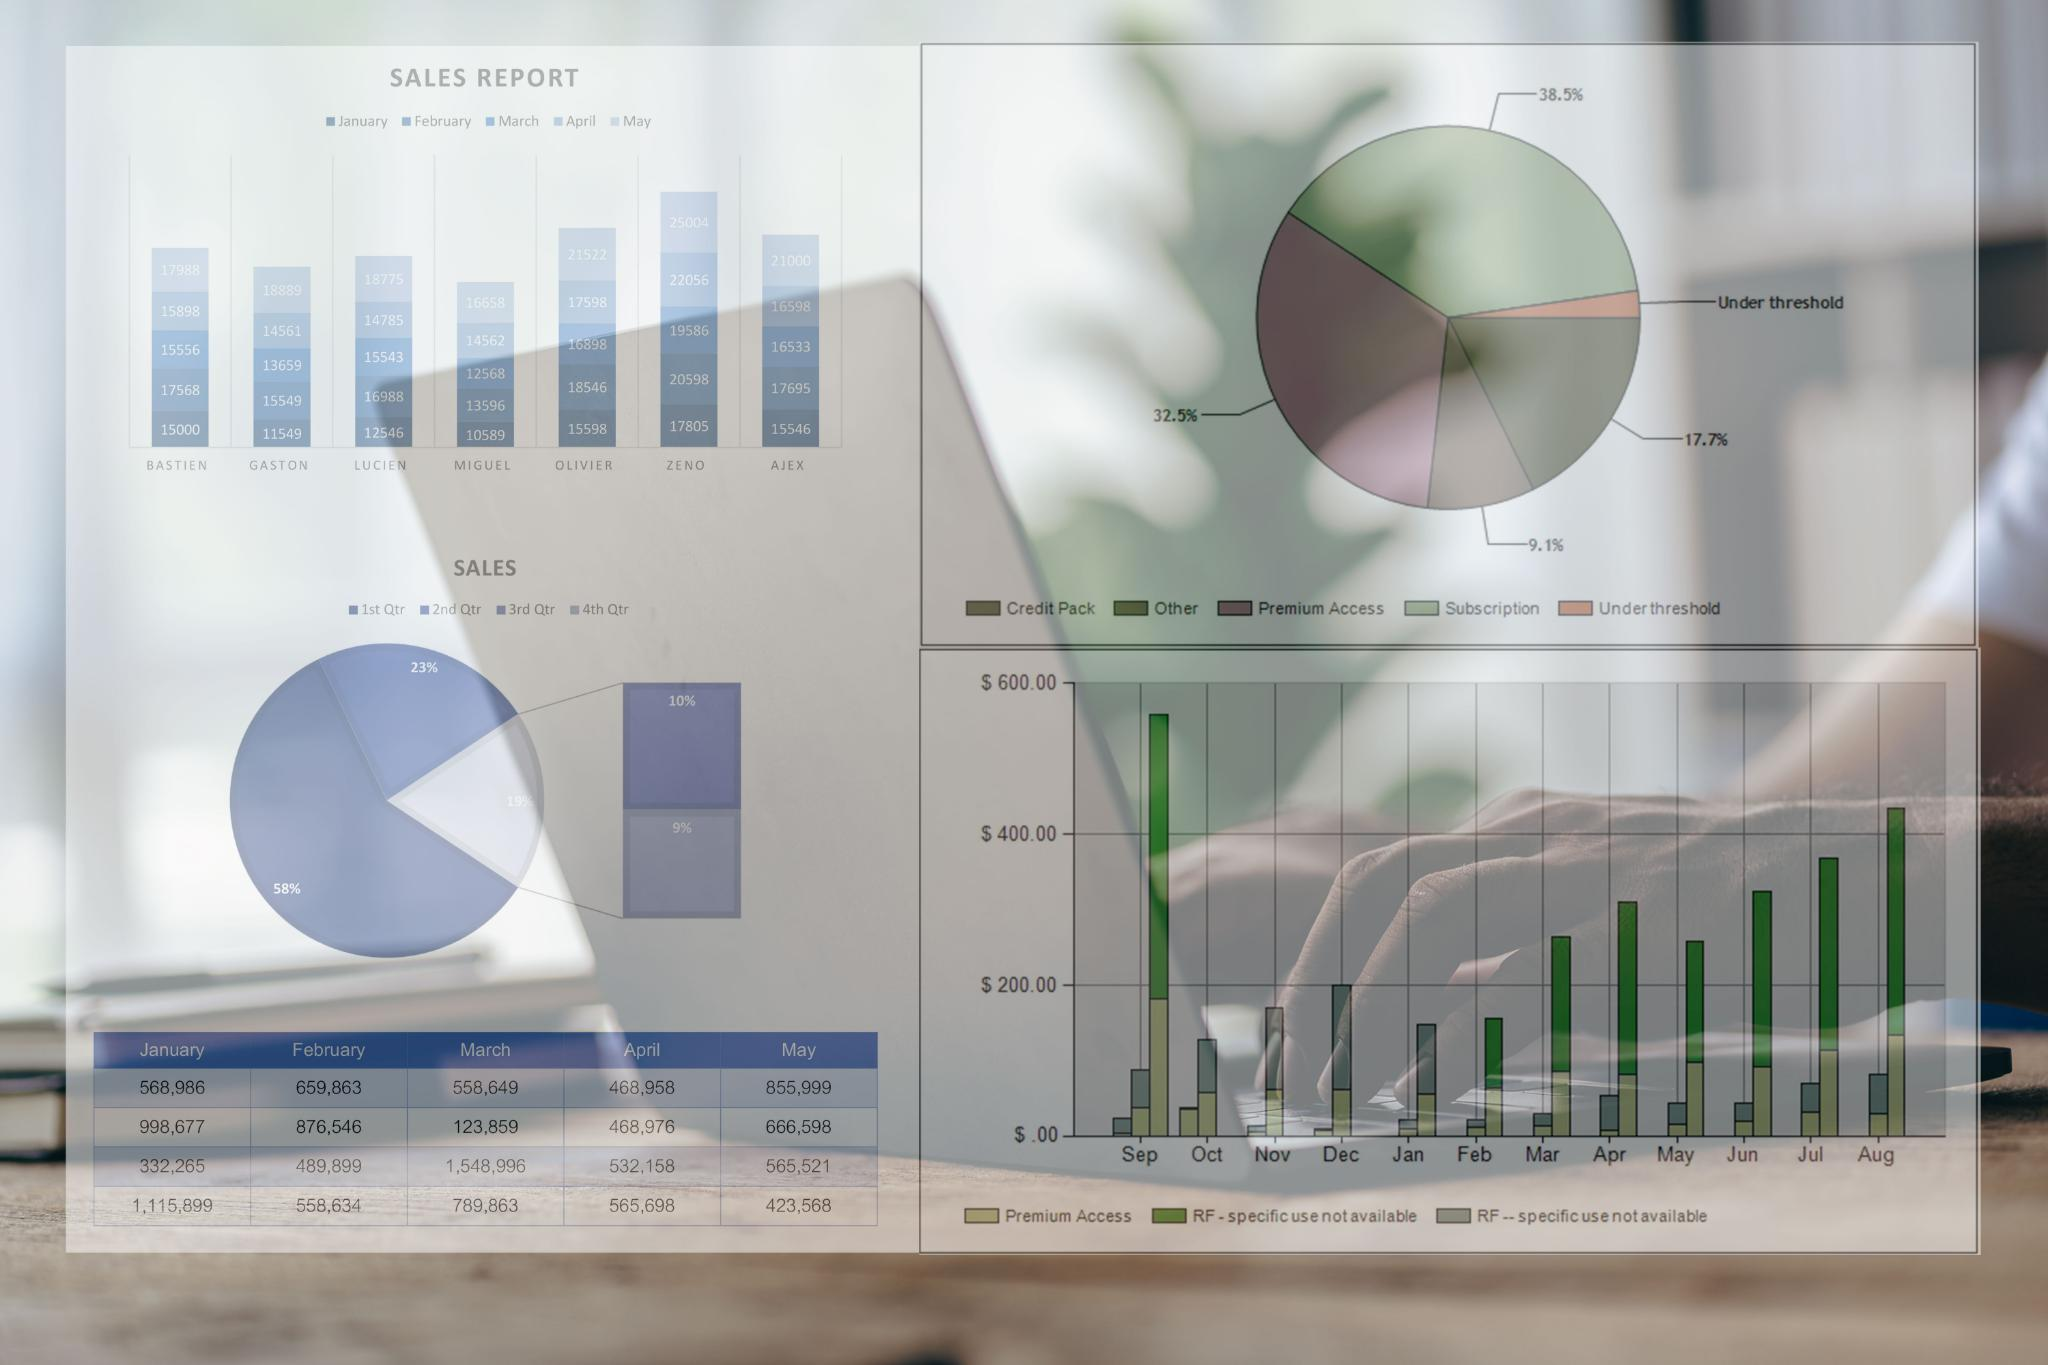 SALES REPORT
January February March April May
17988 18889 18775 16658 21522 25004 21000
15898 14561 14785 14562 17598 22056 16598
15556 13659 15543 12568 16898 19586 16533
17568 15549 16988 13596 18546 20598 17695
15000 11549 12546 10589 15598 17805 15546
BASTIEN GASTON LUCIEN MIGUEL OLIVIER ZENO AJEX
SALES
1st Qtr 2nd Qtr 3rd Qtr 4th Qtr
23%
10%
19%
9%
58%
January February March April May
568,986 659,863 558,649 468,958 855,999
998,677 876,546 123,859 468,976 666,598
332,265 489,899 1,548,996 532,158 565,521
1,115,899 558,634 789,863 565,698 423,568
38.5%
Under threshold
32.5%
17.7%
9.1%
Credit Pack Other Premium Access Subscription Under threshold
$ 600.00
$ 400.00
$ 200.00
$ .00
Sep Oct Nov Dec Jan Feb Mar Apr May Jun Jul Aug
Premium Access RF - specific use not available RF -- specific use not available